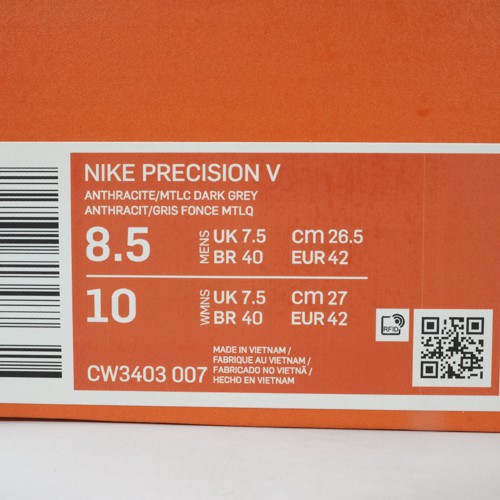 NIKE PRECISION V
ANTHRACITE/MTLC DARK GREY
ANTHRACIT/GRIS FONCE MTLQ
8.5 MENS UK 7.5 cm 26.5
BR 40 EUR 42
10 WMNS UK 7.5 cm 27
BR 40 EUR 42
RFID
CW3403 007
MADE IN VIETNAM /
FABRIQUE AU VIETNAM /
FABRICADO NO VIETNÃ /
HECHO EN VIETNAM